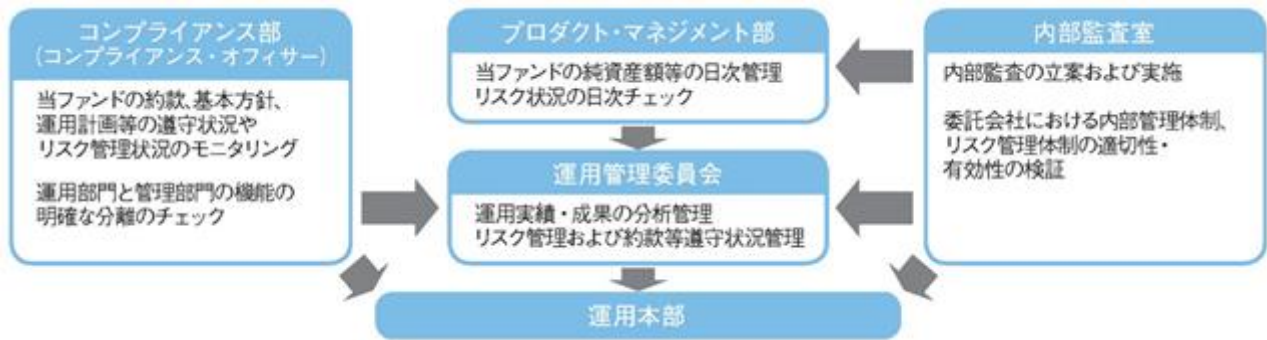 コンプライアンス部
(コンプライアンス・オフィサー)
当ファンドの約款、基本方針、
運用計画等の遵守状況や
リスク管理状況のモニタリング
運用部門と管理部門の機能の
明確な分離のチェック
プロダクト・マネジメント部
当ファンドの純資産額等の日次管理
リスク状況の日次チェック
運用管理委員会
運用実績・成果の分析管理
リスク管理および約款等遵守状況管理
内部監査室
内部監査の立案および実施
委託会社における内部管理体制、
リスク管理体制の適切性・
有効性の検証
運用本部